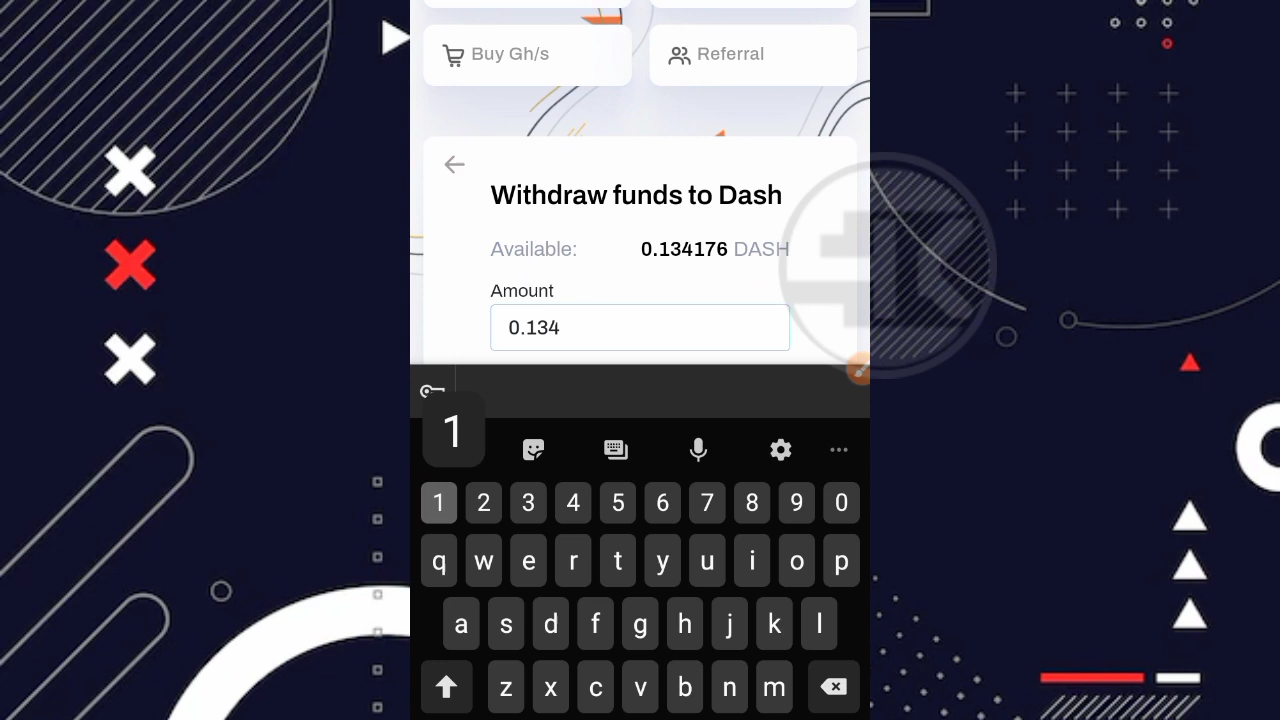 Buy Gh/s
Referral
Withdraw funds to Dash
Available: 0.134176 DASH
Amount
0.134
1
1 2 3 4 5 6 7 8 9 0
q w e r t y u i o p
a s d f g h j k l
z x c v b n m